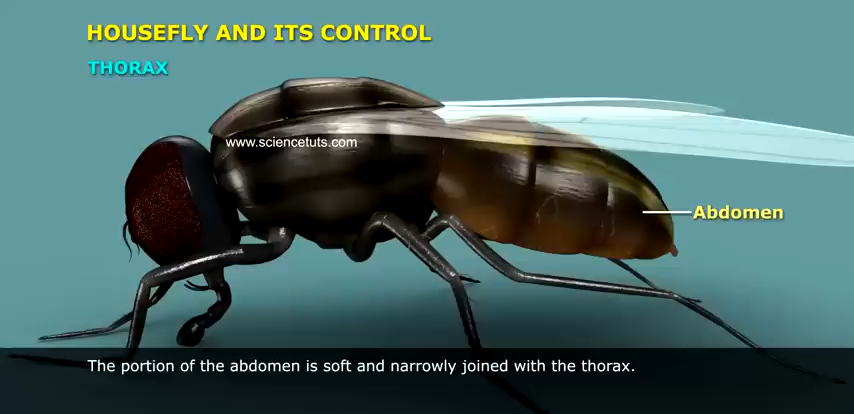 HOUSEFLY AND ITS CONTROL
THORAX
www.sciencetuts.com
Abdomen
The portion of the abdomen is soft and narrowly joined with the thorax.